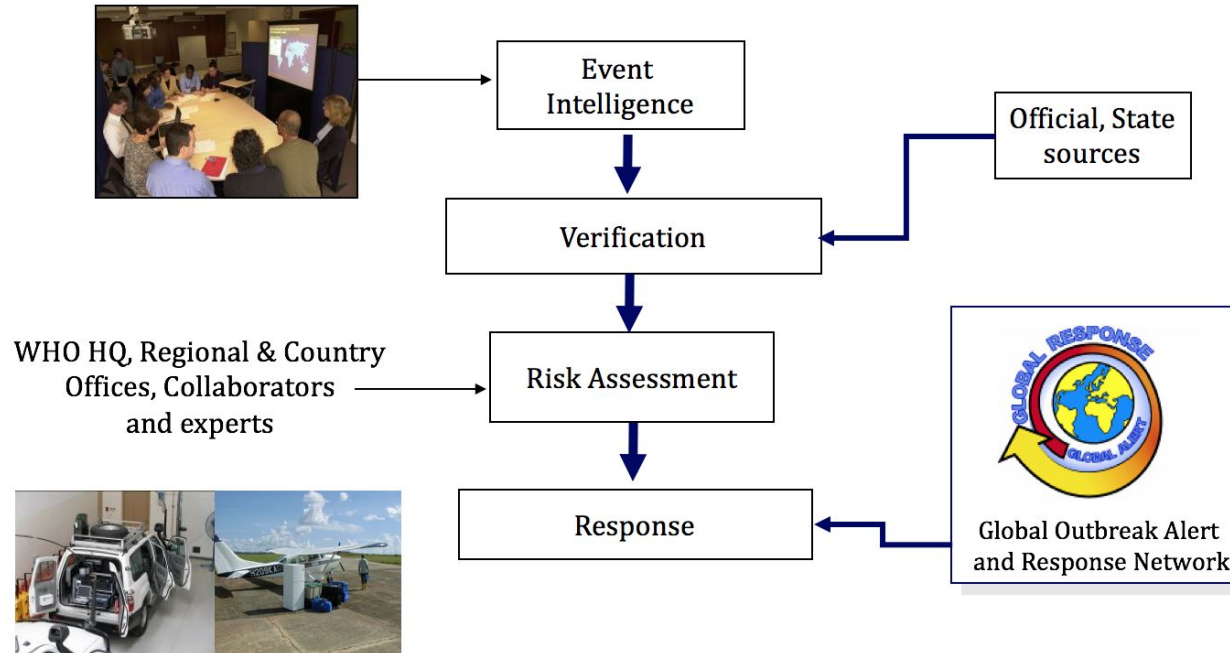 Event
Intelligence
Official, State
sources
Verification
WHO HQ, Regional & Country
Offices, Collaborators
and experts
Risk Assessment
GLOBAL RESPONSE
GLOBAL ALERT
Response
Global Outbreak Alert
and Response Network